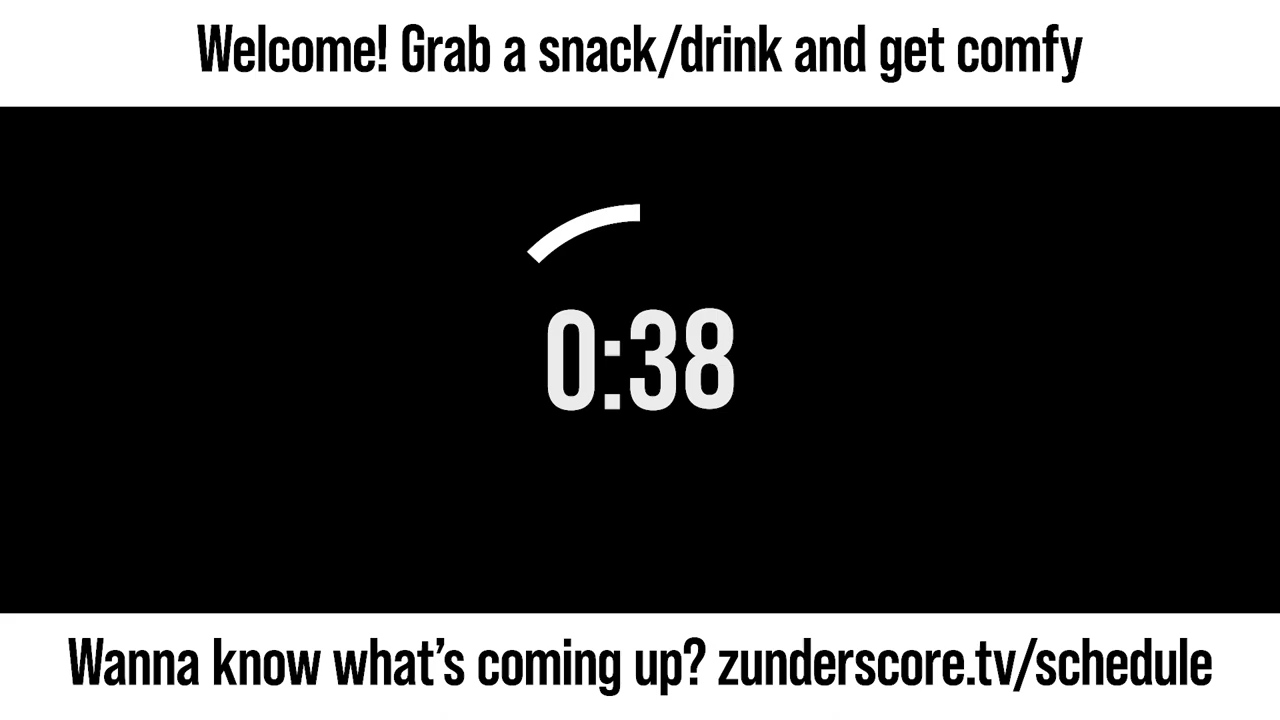 Welcome! Grab a snack/drink and get comfy
0:38
Wanna know what's coming up? zunderscore.tv/schedule